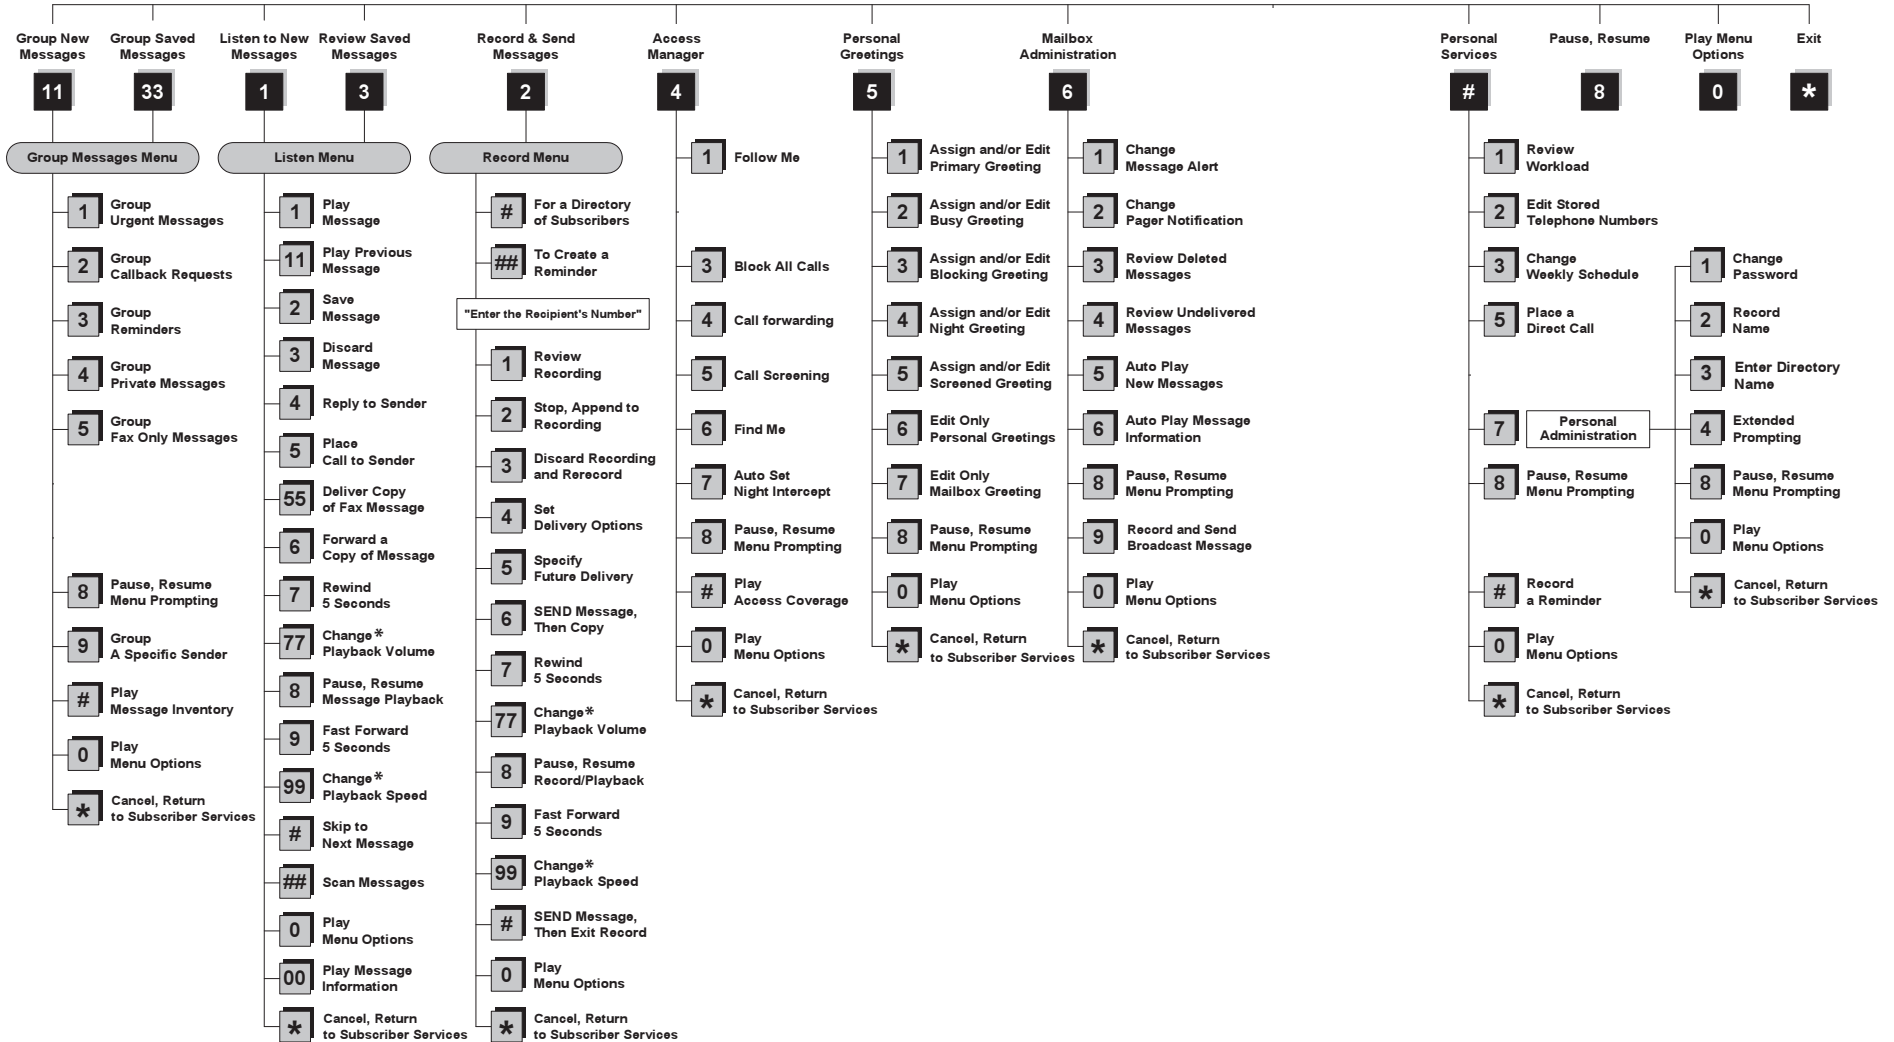 Group New
Messages
11
Group Saved
Messages
33
Listen to New
Messages
1
Review Saved
Messages
3
Record & Send
Messages
2
Access
Manager
4
Personal
Greetings
5
Mailbox
Administration
6
Personal
Services
#
Pause, Resume
8
Play Menu
Options
0
Exit
*
Group Messages Menu
1
Group
Urgent Messages
2
Group
Callback Requests
3
Group
Reminders
4
Group
Private Messages
5
Group
Fax Only Messages
8
Pause, Resume
Menu Prompting
9
Group
A Specific Sender
#
Play
Message Inventory
0
Play
Menu Options
*
Cancel, Return
to Subscriber Services
Listen Menu
1
Play
Message
11
Play Previous
Message
2
Save
Message
3
Discard
Message
4
Reply to Sender
5
Place
Call to Sender
55
Deliver Copy
of Fax Message
6
Forward a
Copy of Message
7
Rewind
5 Seconds
77
Change*
Playback Volume
8
Pause, Resume
Message Playback
9
Fast Forward
5 Seconds
99
Change*
Playback Speed
#
Skip to
Next Message
##
Scan Messages
0
Play
Menu Options
00
Play Message
Information
*
Cancel, Return
to Subscriber Services
Record Menu
#
For a Directory
of Subscribers
##
To Create a
Reminder
"Enter the Recipient's Number"
1
Review
Recording
2
Stop, Append to
Recording
3
Discard Recording
and Rerecord
4
Set
Delivery Options
5
Specify
Future Delivery
6
SEND Message,
Then Copy
7
Rewind
5 Seconds
77
Change*
Playback Volume
8
Pause, Resume
Record/Playback
9
Fast Forward
5 Seconds
99
Change*
Playback Speed
#
SEND Message,
Then Exit Record
0
Play
Menu Options
*
Cancel, Return
to Subscriber Services
1
Follow Me
3
Block All Calls
4
Call forwarding
5
Call Screening
6
Find Me
7
Auto Set
Night Intercept
8
Pause, Resume
Menu Prompting
#
Play
Access Coverage
0
Play
Menu Options
*
Cancel, Return
to Subscriber Services
1
Assign and/or Edit
Primary Greeting
2
Assign and/or Edit
Busy Greeting
3
Assign and/or Edit
Blocking Greeting
4
Assign and/or Edit
Night Greeting
5
Assign and/or Edit
Screened Greeting
6
Edit Only
Personal Greetings
7
Edit Only
Mailbox Greeting
8
Pause, Resume
Menu Prompting
0
Play
Menu Options
*
Cancel, Return
to Subscriber Services
1
Change
Message Alert
2
Change
Pager Notification
3
Review Deleted
Messages
4
Review Undelivered
Messages
5
Auto Play
New Messages
6
Auto Play Message
Information
8
Pause, Resume
Menu Prompting
9
Record and Send
Broadcast Message
0
Play
Menu Options
*
Cancel, Return
to Subscriber Services
1
Review
Workload
2
Edit Stored
Telephone Numbers
3
Change
Weekly Schedule
5
Place a
Direct Call
7
Personal
Administration
8
Pause, Resume
Menu Prompting
#
Record
a Reminder
0
Play
Menu Options
*
Cancel, Return
to Subscriber Services
1
Change
Password
2
Record
Name
3
Enter Directory
Name
4
Extended
Prompting
8
Pause, Resume
Menu Prompting
0
Play
Menu Options
*
Cancel, Return
to Subscriber Services